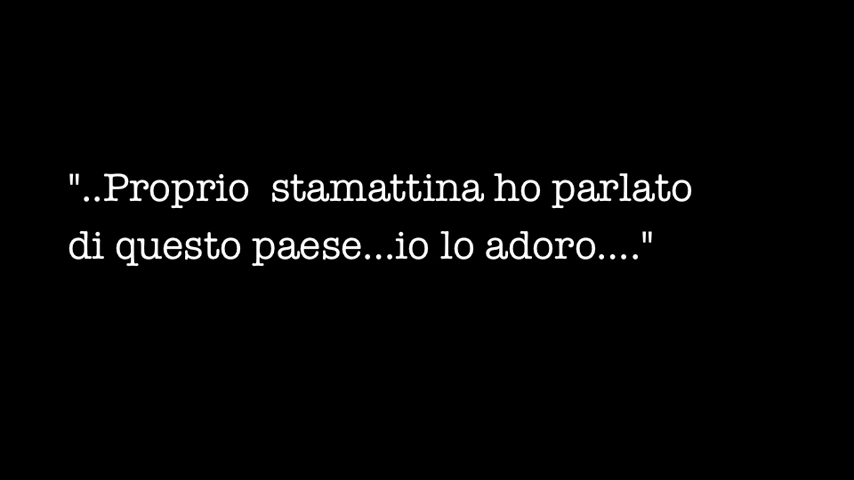 "..Proprio  stamattina ho parlato
di questo paese...io lo adoro...."